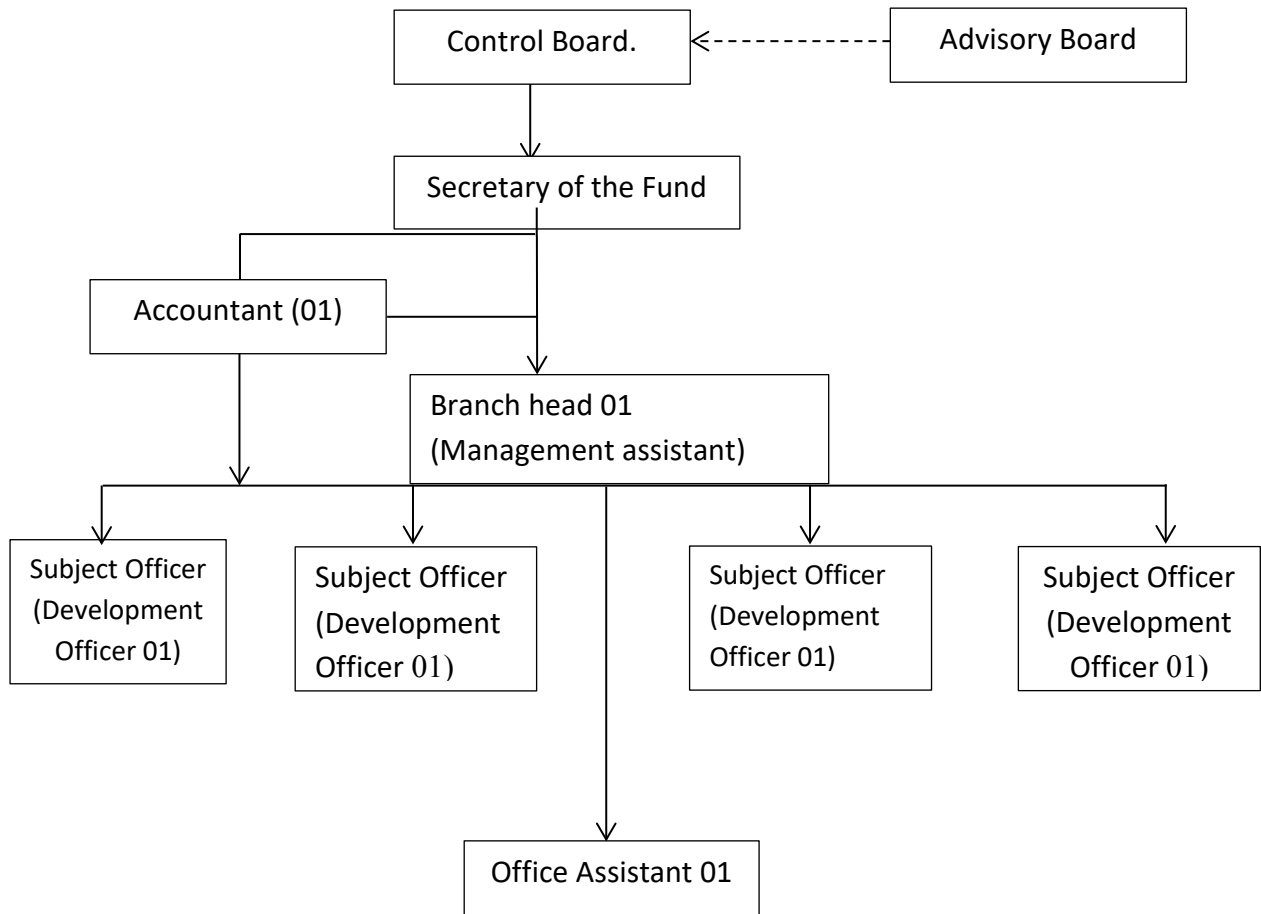 Control Board.
Advisory Board
Secretary of the Fund
Accountant (01)
Branch head 01
(Management assistant)
Subject Officer
(Development
Officer 01)
Subject Officer
(Development
Officer 01)
Subject Officer
(Development
Officer 01)
Subject Officer
(Development
Officer 01)
Office Assistant 01